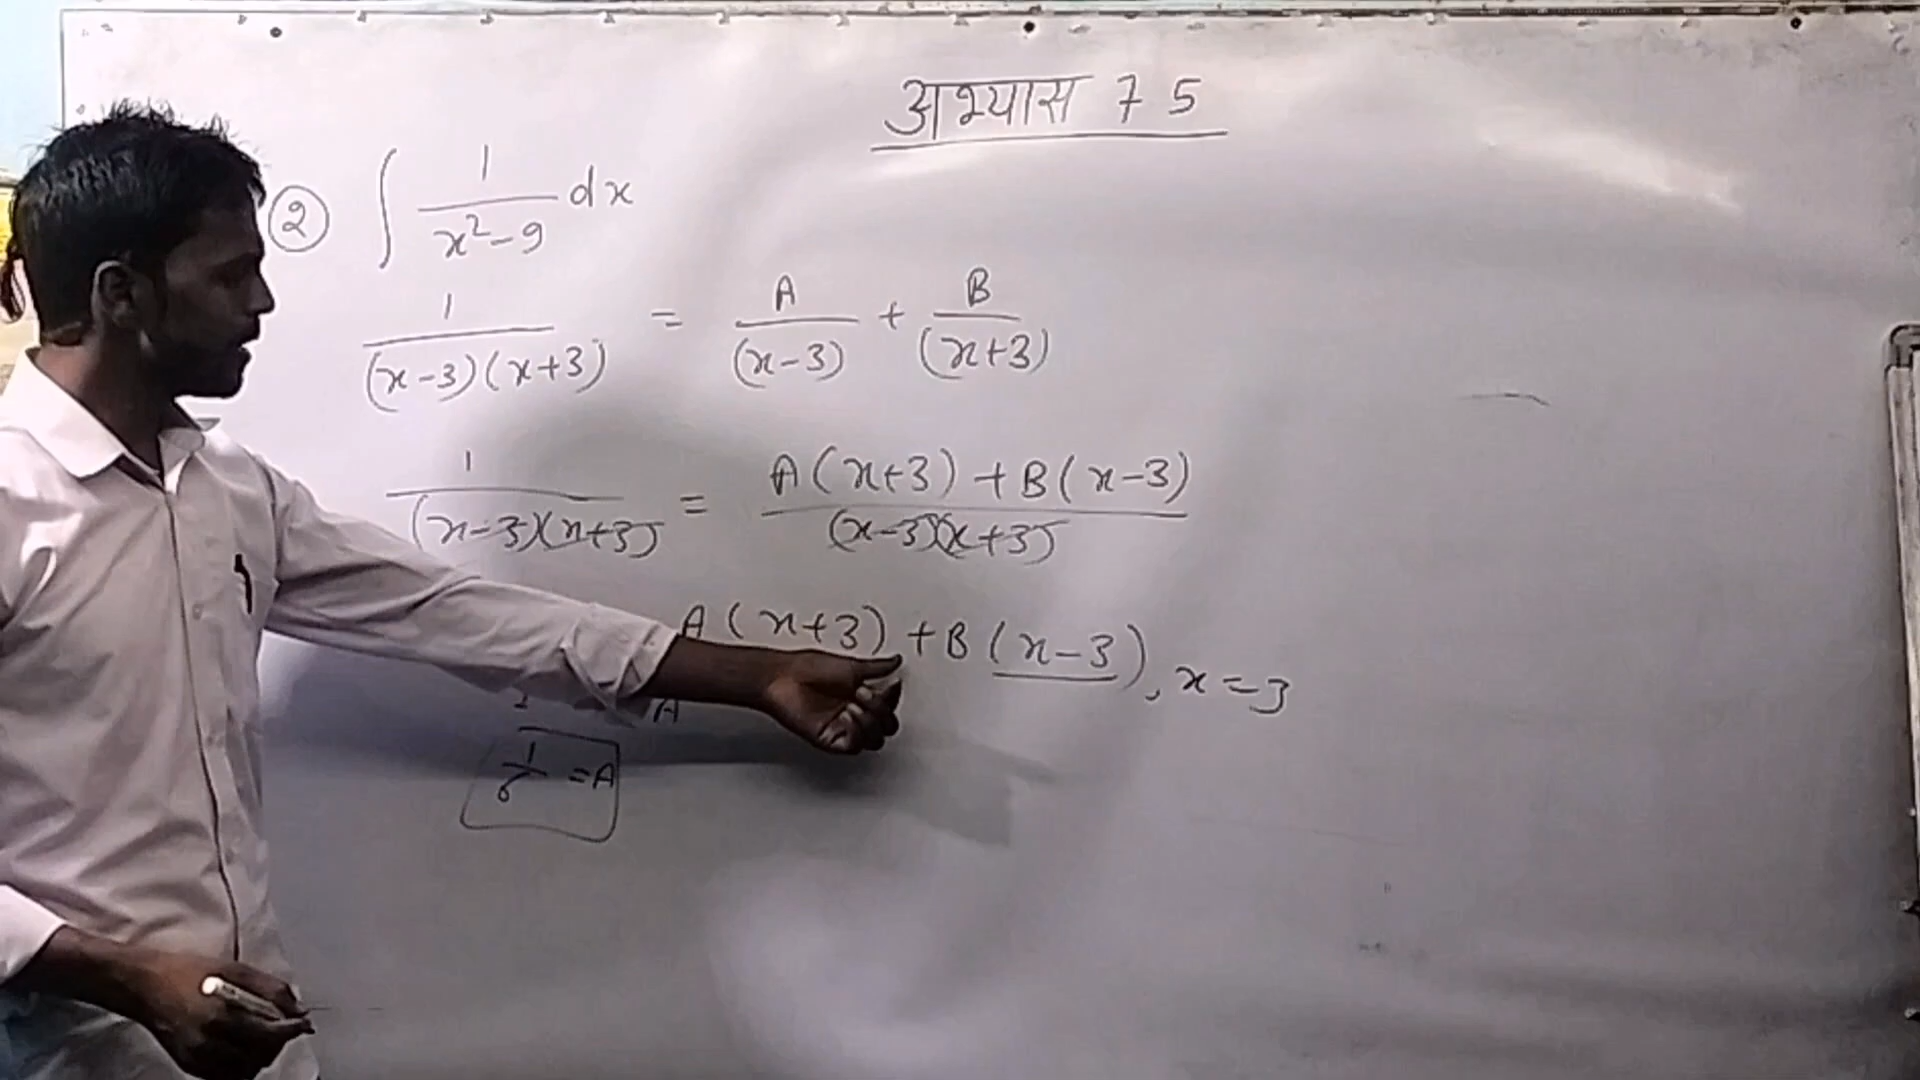 अभ्यास 7 5
② ∫ 1/(x²-9) dx
1/((x-3)(x+3)) = A/(x-3) + B/(x+3)
1/((x-3)(x+3)) = (A(x+3)+B(x-3))/((x-3)(x+3))
A(x+3)+B(x-3), x=3
A
1/6 =A